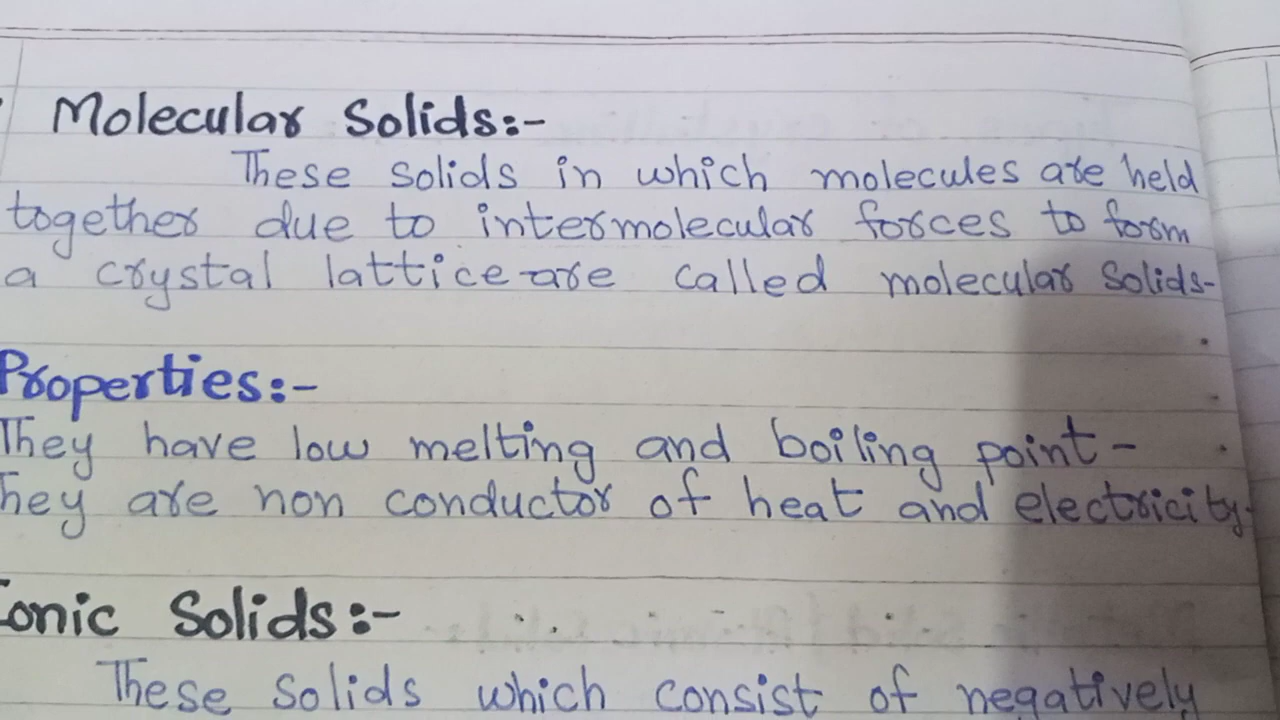 Molecular Solids:-
These solids in which molecules are held
together due to intermolecular forces to form
a crystal lattice are called molecular Solids-
Properties:-
They have low melting and boiling point-
They are non conductor of heat and electricity-
Ionic Solids:-
These solids which consist of negatively